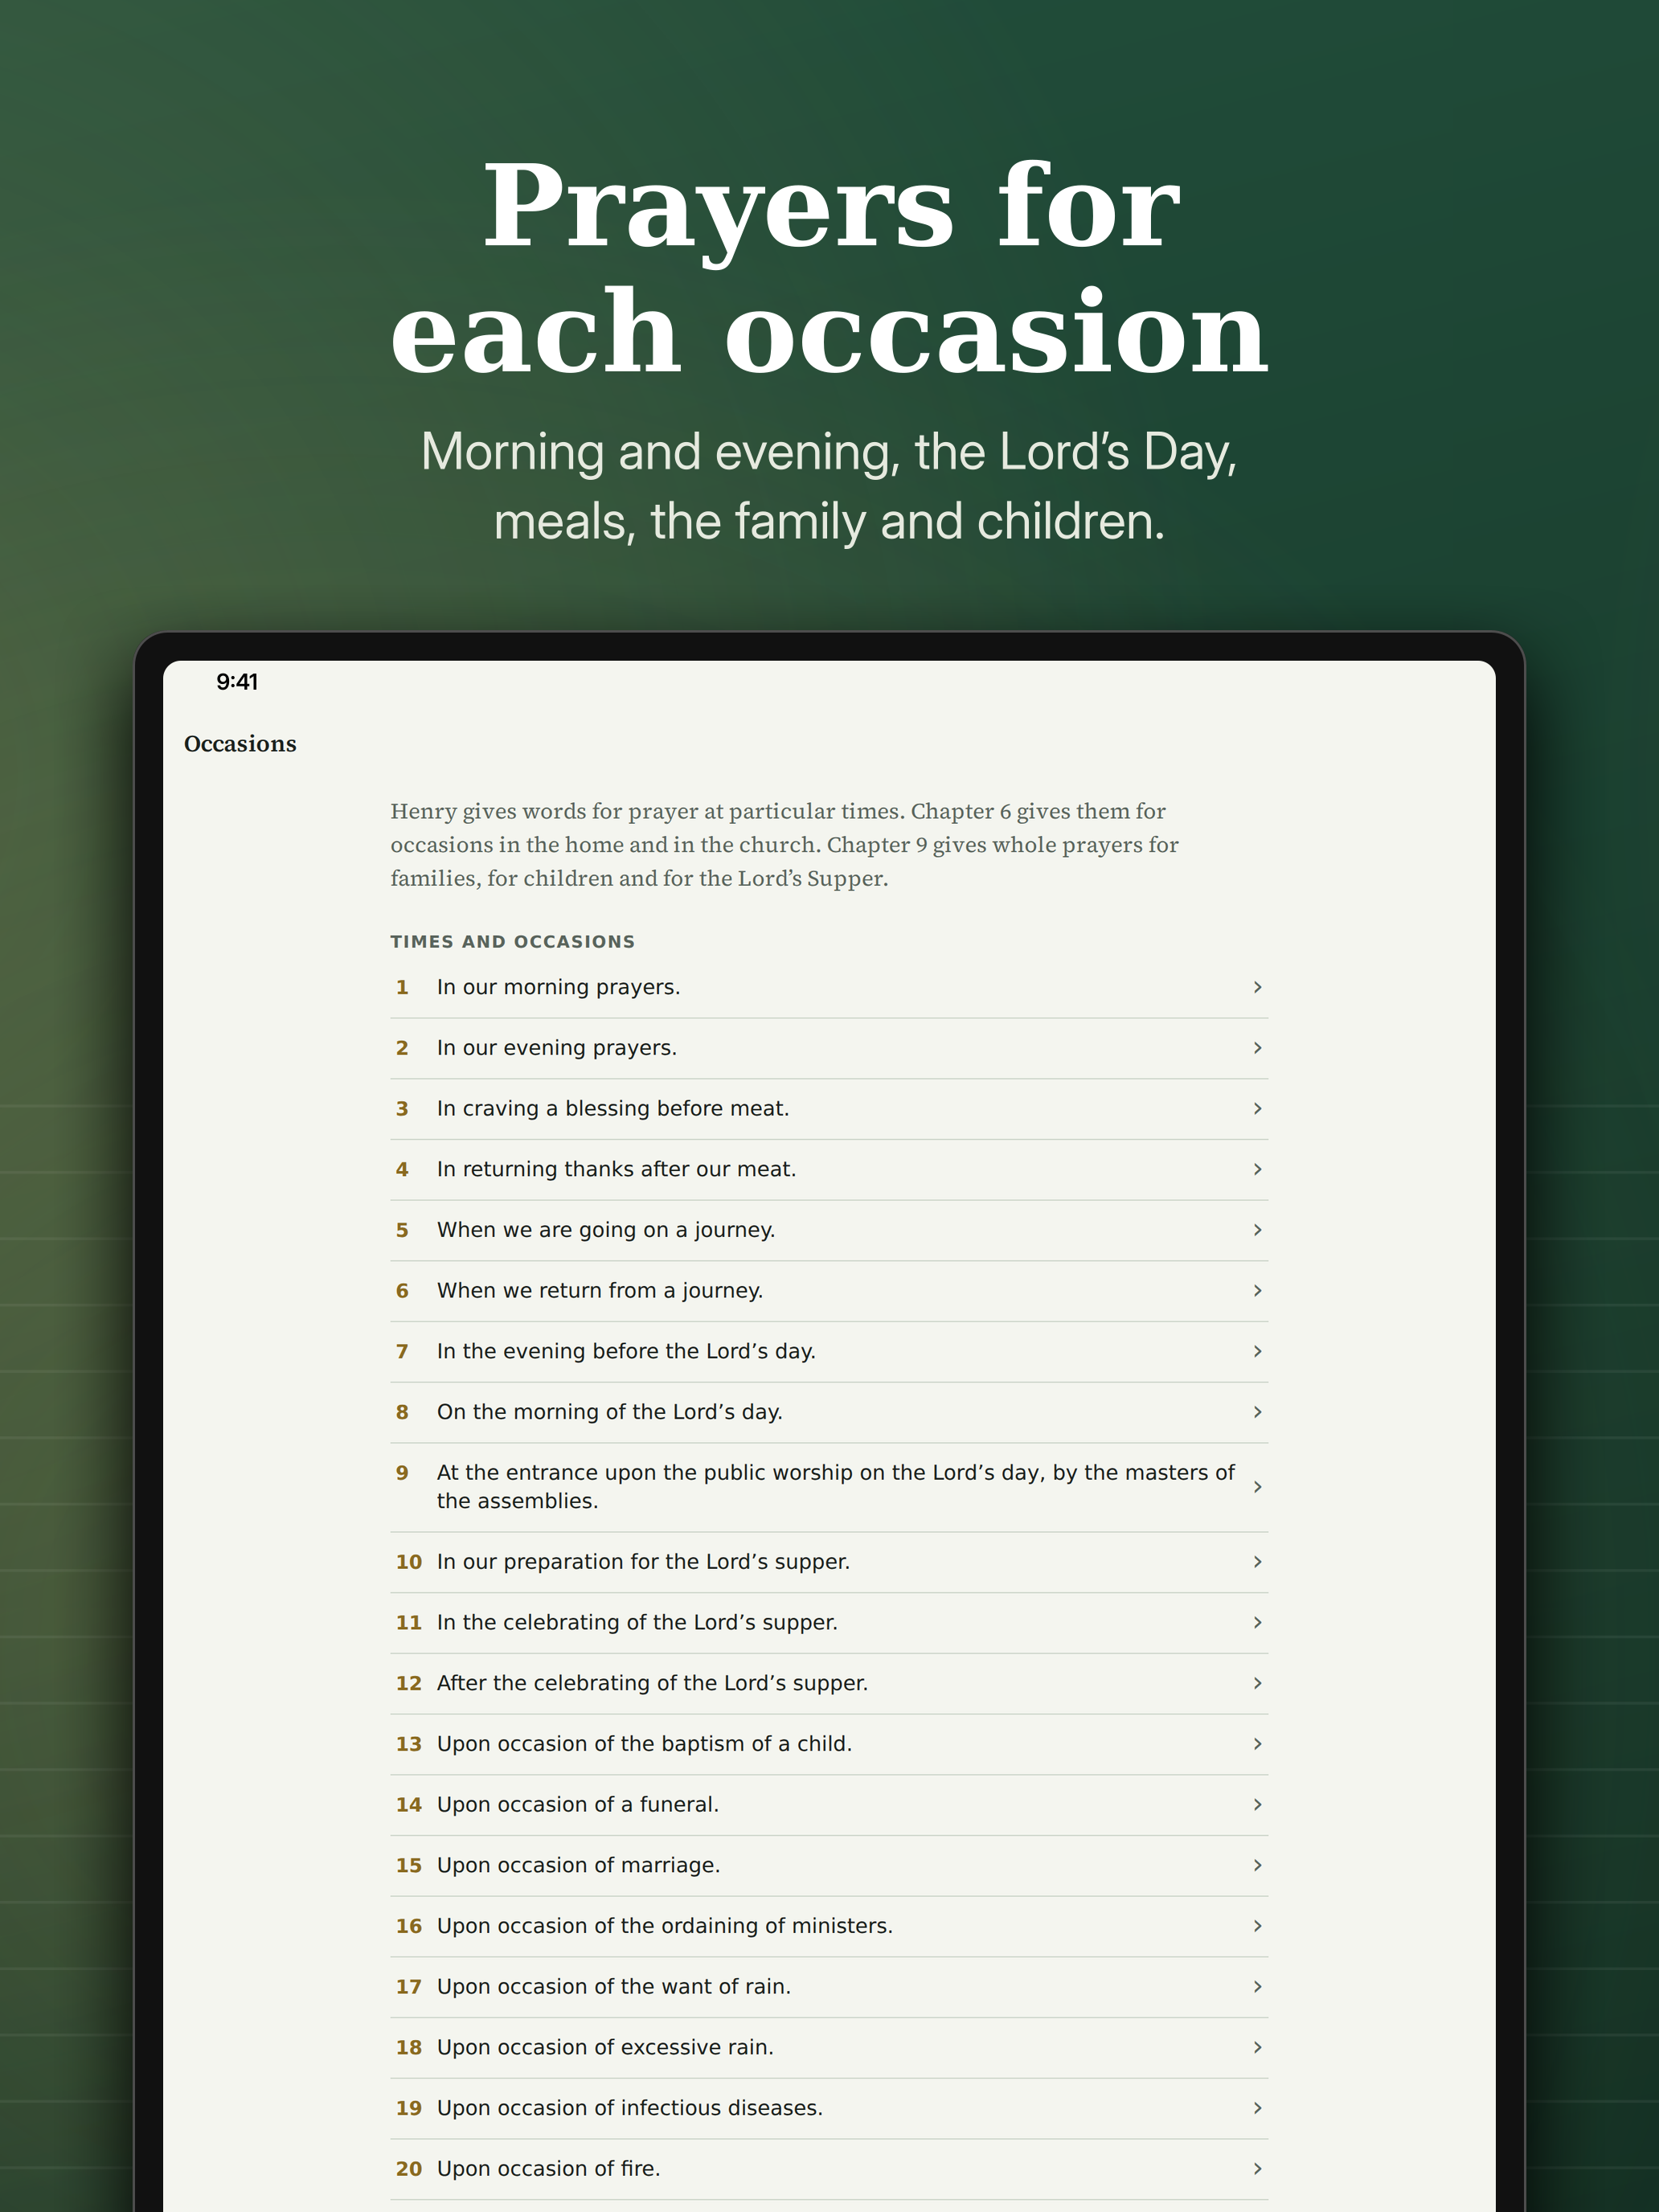 Prayers for
each occasion
Morning and evening, the Lord’s Day,
meals, the family and children.
9:41
Occasions
Henry gives words for prayer at particular times. Chapter 6 gives them for
occasions in the home and in the church. Chapter 9 gives whole prayers for
families, for children and for the Lord’s Supper.
TIMES AND OCCASIONS
1 In our morning prayers.
2 In our evening prayers.
3 In craving a blessing before meat.
4 In returning thanks after our meat.
5 When we are going on a journey.
6 When we return from a journey.
7 In the evening before the Lord’s day.
8 On the morning of the Lord’s day.
9 At the entrance upon the public worship on the Lord’s day, by the masters of
the assemblies.
10 In our preparation for the Lord’s supper.
11 In the celebrating of the Lord’s supper.
12 After the celebrating of the Lord’s supper.
13 Upon occasion of the baptism of a child.
14 Upon occasion of a funeral.
15 Upon occasion of marriage.
16 Upon occasion of the ordaining of ministers.
17 Upon occasion of the want of rain.
18 Upon occasion of excessive rain.
19 Upon occasion of infectious diseases.
20 Upon occasion of fire.